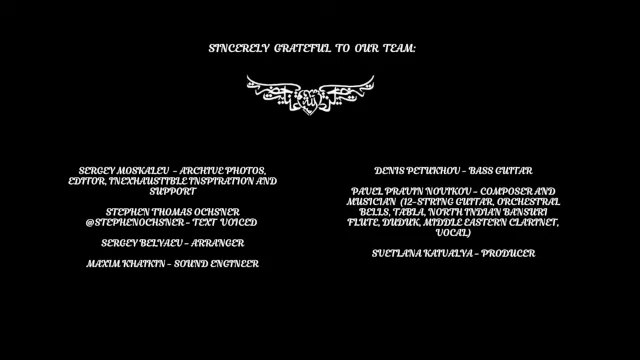 SINCERELY GRATEFUL TO OUR TEAM:
SERGEY MOSKALEV - ARCHIVE PHOTOS,
EDITOR, INEXHAUSTIBLE INSPIRATION AND
SUPPORT
STEPHEN THOMAS OCHSNER
@STEPHENOCHSNER - TEXT VOICED
SERGEY BELYAEV - ARRANGER
MAXIM KHATKIN - SOUND ENGINEER
DENIS PETUKHOV - BASS GUITAR
PAVEL PRAVIN NOVIKOV - COMPOSER AND
MUSICIAN (12-STRING GUITAR, ORCHESTRAL
BELLS, TABLA, NORTH INDIAN BANSURI
FLUTE, DUDUK, MIDDLE EASTERN CLARINET,
VOCAL)
SVETLANA KAIVALYA - PRODUCER